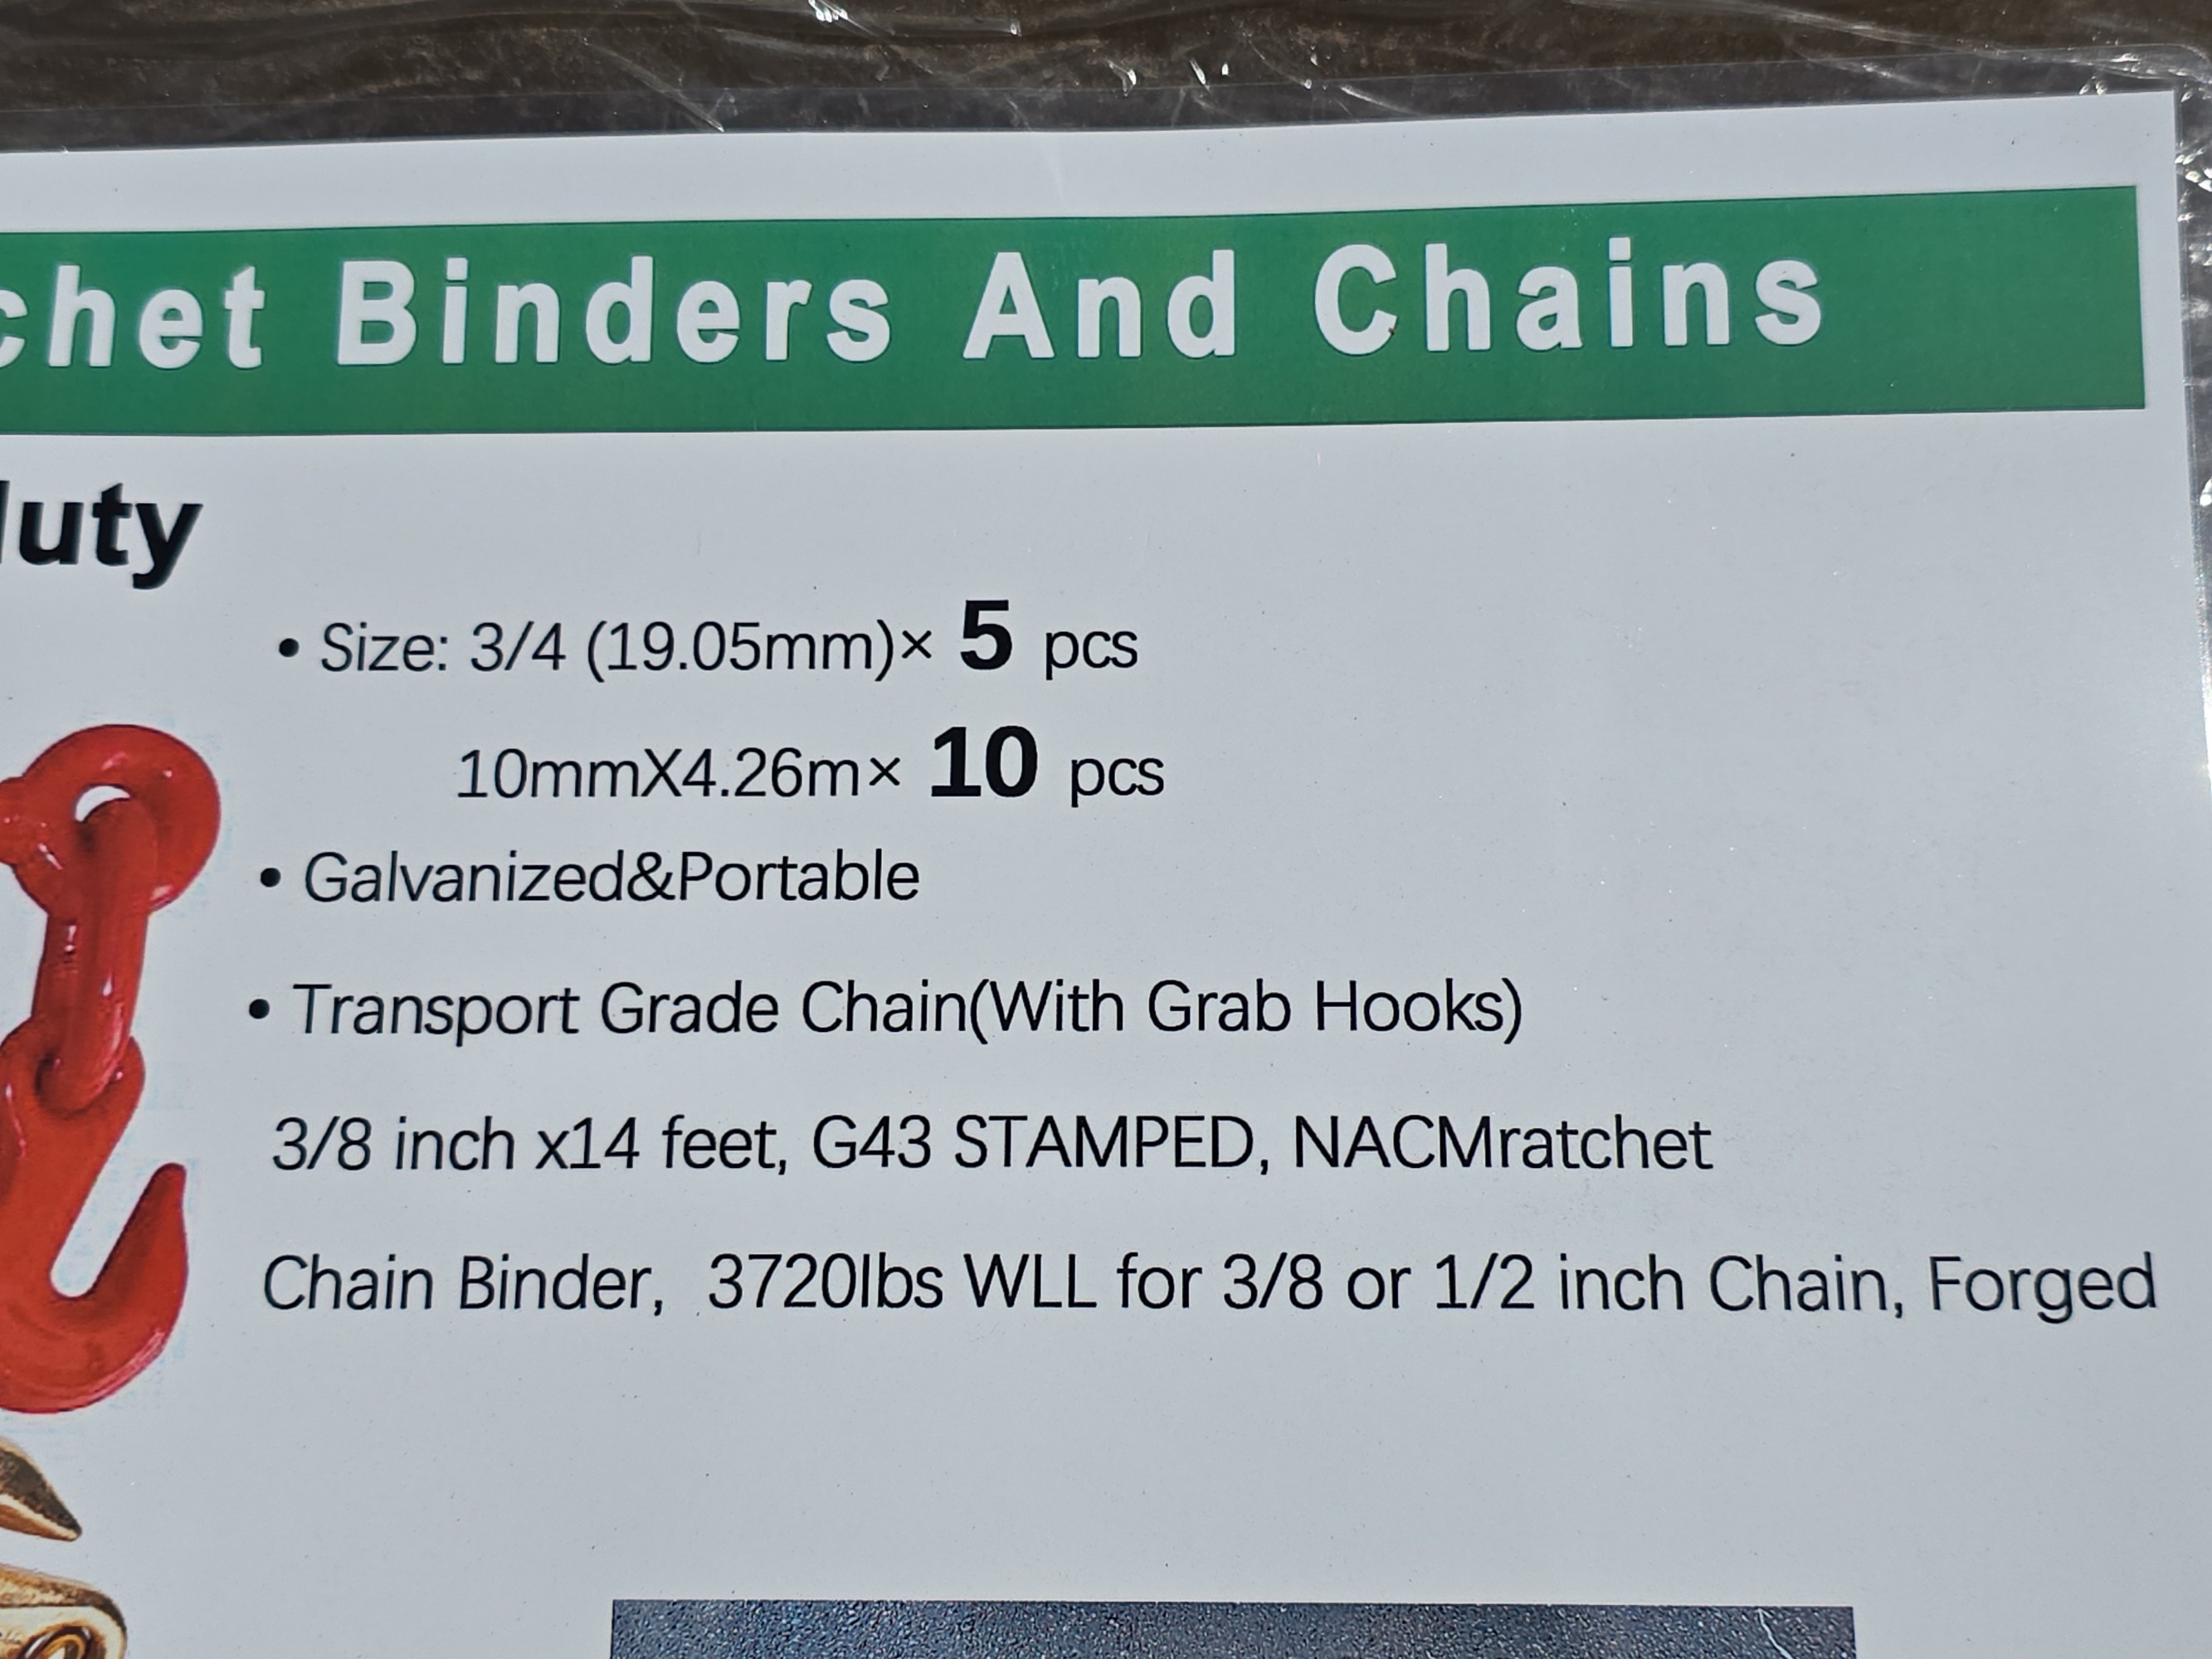 chet Binders And Chains
duty
• Size: 3/4 (19.05mm)× 5 pcs
10mmX4.26m× 10 pcs
• Galvanized&Portable
• Transport Grade Chain(With Grab Hooks)
3/8 inch x14 feet, G43 STAMPED, NACMratchet
Chain Binder, 3720lbs WLL for 3/8 or 1/2 inch Chain, Forged